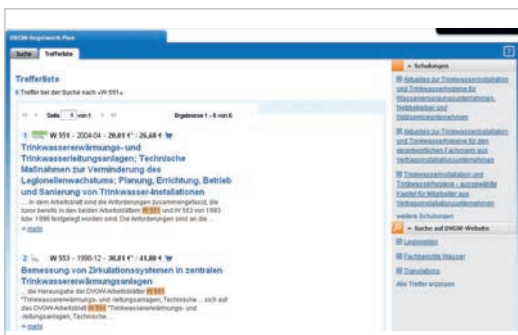 DVGW Regelwerk Plus
Suche Trefferliste
Trefferliste
6 Treffer bei der Suche nach «W 551»
Seite 1 von 1 Ergebnisse 1 - 6 von 6
1 W 551 - 2004-04 - 20,01 €* / 26,68 €
Trinkwassererwärmungs- und
Trinkwasserleitungsanlagen; Technische
Maßnahmen zur Verminderung des
Legionellenwachstums; Planung, Errichtung, Betrieb
und Sanierung von Trinkwasser-Installationen
... In dem Arbeitsblatt sind die Anforderungen zusammengefasst, die
zuvor bereits in den beiden Arbeitsblättern W 551 und W 552 von 1993
bzw. 1996 festgelegt worden sind. Die Anforderungen sind an die ...
mehr
2 W 553 - 1998-12 - 30,81 €* / 41,08 €
Bemessung von Zirkulationssystemen in zentralen
Trinkwassererwärmungsanlagen
... die Herausgabe der DVGW-Arbeitsblätter W 551
"Trinkwassererwärmungs- und -leitungsanlagen; Technische ... sich auf
das DVGW-Arbeitsblatt W 551 "Trinkwassererwärmungs- und
-leitungsanlagen; Technische ...
mehr
Schulungen
Aktuelles zur Trinkwasserinstallation
und Trinkwasserhygiene für
Wasserversorgungsunternehmen,
Netzbetreiber und
Netzserviceunternehmen
Aktuelles zur Trinkwasserinstallation
und Trinkwasserhygiene für den
verantwortlichen Fachmann aus
Vertragsinstallationsunternehmen
Trinkwasserinstallation und
Trinkwasserhygiene - ausgewählte
Kapitel für Mitarbeiter aus
Vertragsinstallationsunternehmen
weitere Schulungen
Suche auf DVGW-Website
Legionellen
Fachberichte Wasser
Translations
Alle Treffer anzeigen